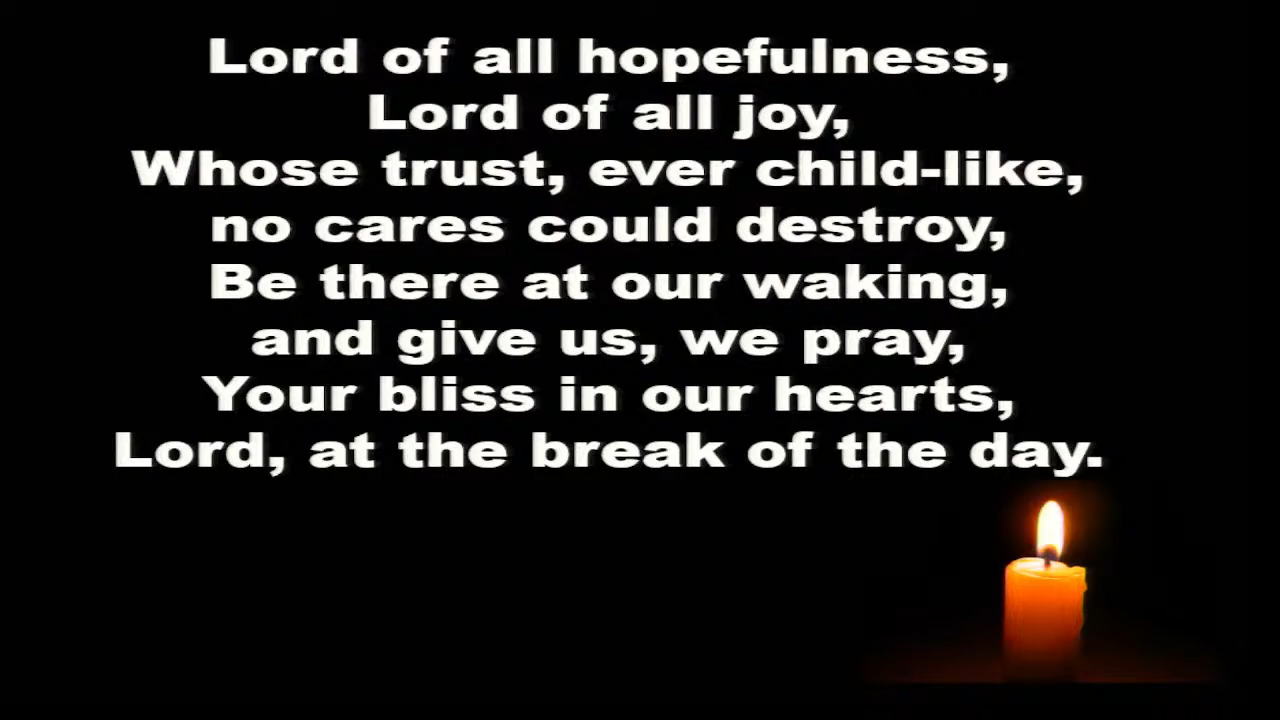 Lord of all hopefulness,
Lord of all joy,
Whose trust, ever child-like,
no cares could destroy,
Be there at our waking,
and give us, we pray,
Your bliss in our hearts,
Lord, at the break of the day.